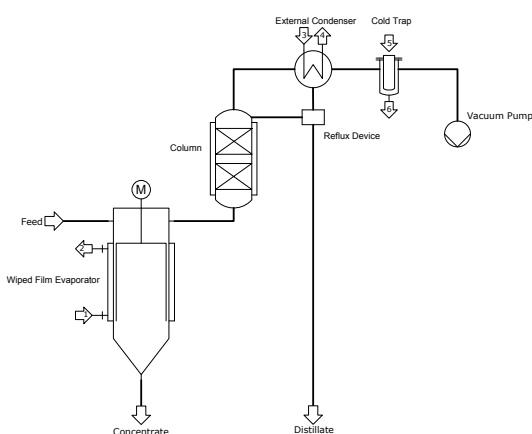 External Condenser
Cold Trap
3
4
5
6
Vacuum Pump
Reflux Device
Column
M
Feed
2
Wiped Film Evaporator
1
Concentrate
Distillate